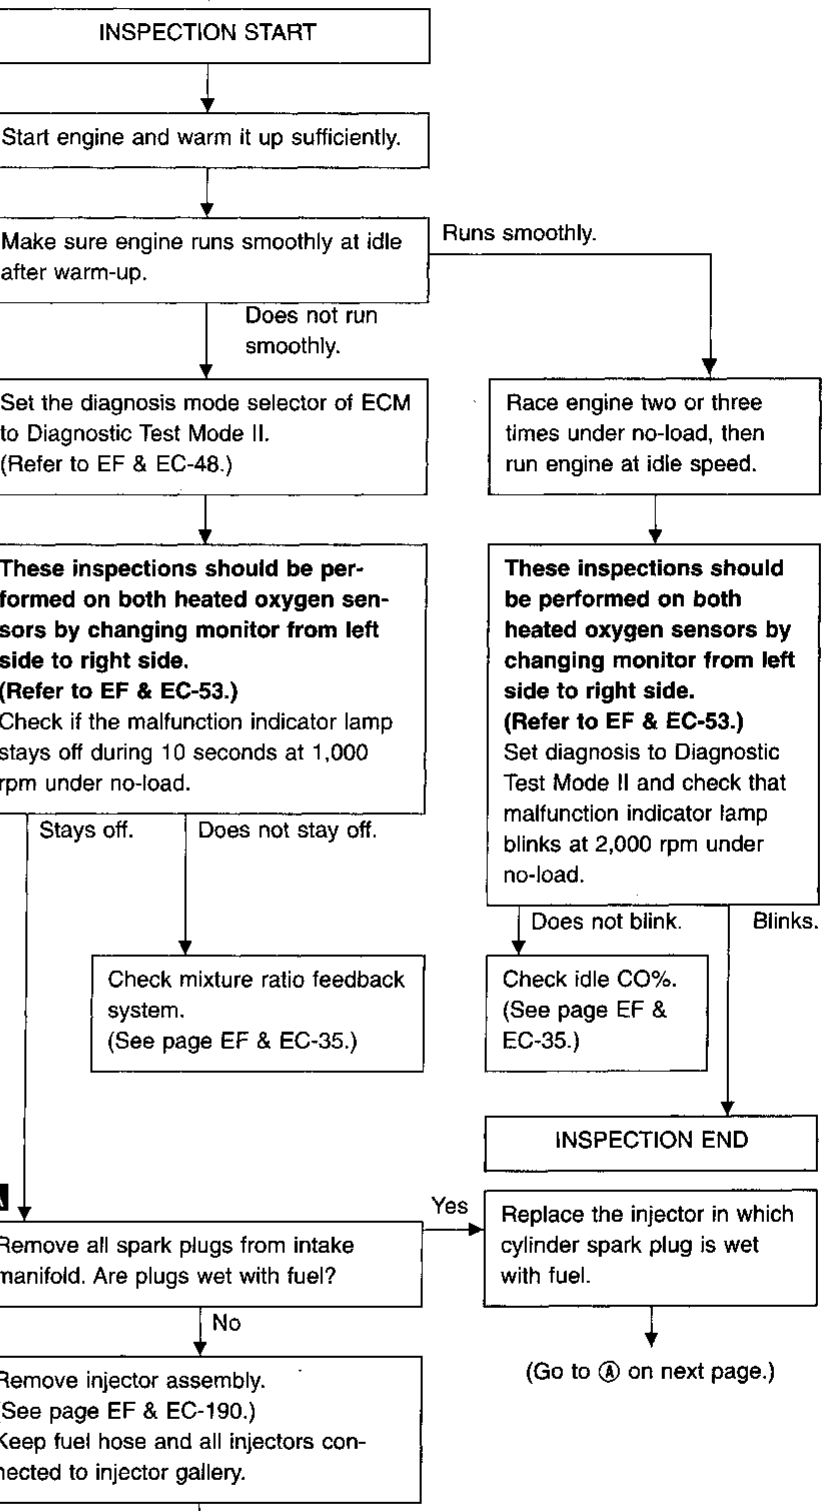 INSPECTION START
Start engine and warm it up sufficiently.
Make sure engine runs smoothly at idle
after warm-up.
Runs smoothly.
Does not run
smoothly.
Set the diagnosis mode selector of ECM
to Diagnostic Test Mode II.
(Refer to EF & EC-48.)
Race engine two or three
times under no-load, then
run engine at idle speed.
These inspections should be per-
formed on both heated oxygen sen-
sors by changing monitor from left
side to right side.
(Refer to EF & EC-53.)
Check if the malfunction indicator lamp
stays off during 10 seconds at 1,000
rpm under no-load.
These inspections should
be performed on both
heated oxygen sensors by
changing monitor from left
side to right side.
(Refer to EF & EC-53.)
Set diagnosis to Diagnostic
Test Mode II and check that
malfunction indicator lamp
blinks at 2,000 rpm under
no-load.
Stays off.
Does not stay off.
Does not blink.
Blinks.
Check mixture ratio feedback
system.
(See page EF & EC-35.)
Check idle CO%.
(See page EF &
EC-35.)
INSPECTION END
Remove all spark plugs from intake
manifold. Are plugs wet with fuel?
Yes
Replace the injector in which
cylinder spark plug is wet
with fuel.
No
(Go to Ⓐ on next page.)
Remove injector assembly.
(See page EF & EC-190.)
Keep fuel hose and all injectors con-
nected to injector gallery.